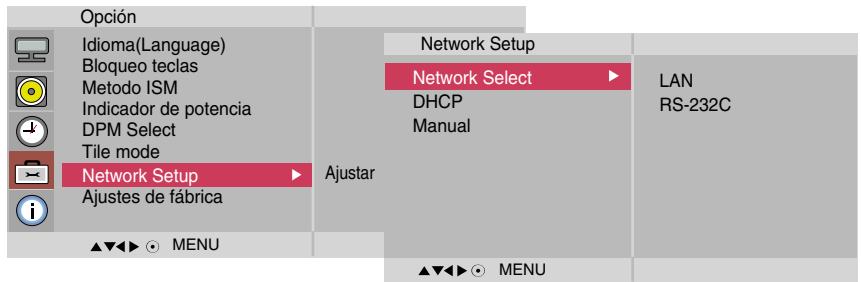 Opción
Idioma(Language)
Bloqueo teclas
Metodo ISM
Indicador de potencia
DPM Select
Tile mode
Network Setup
Ajustar
Ajustes de fábrica
MENU
Network Setup
Network Select
LAN
DHCP
RS-232C
Manual
MENU